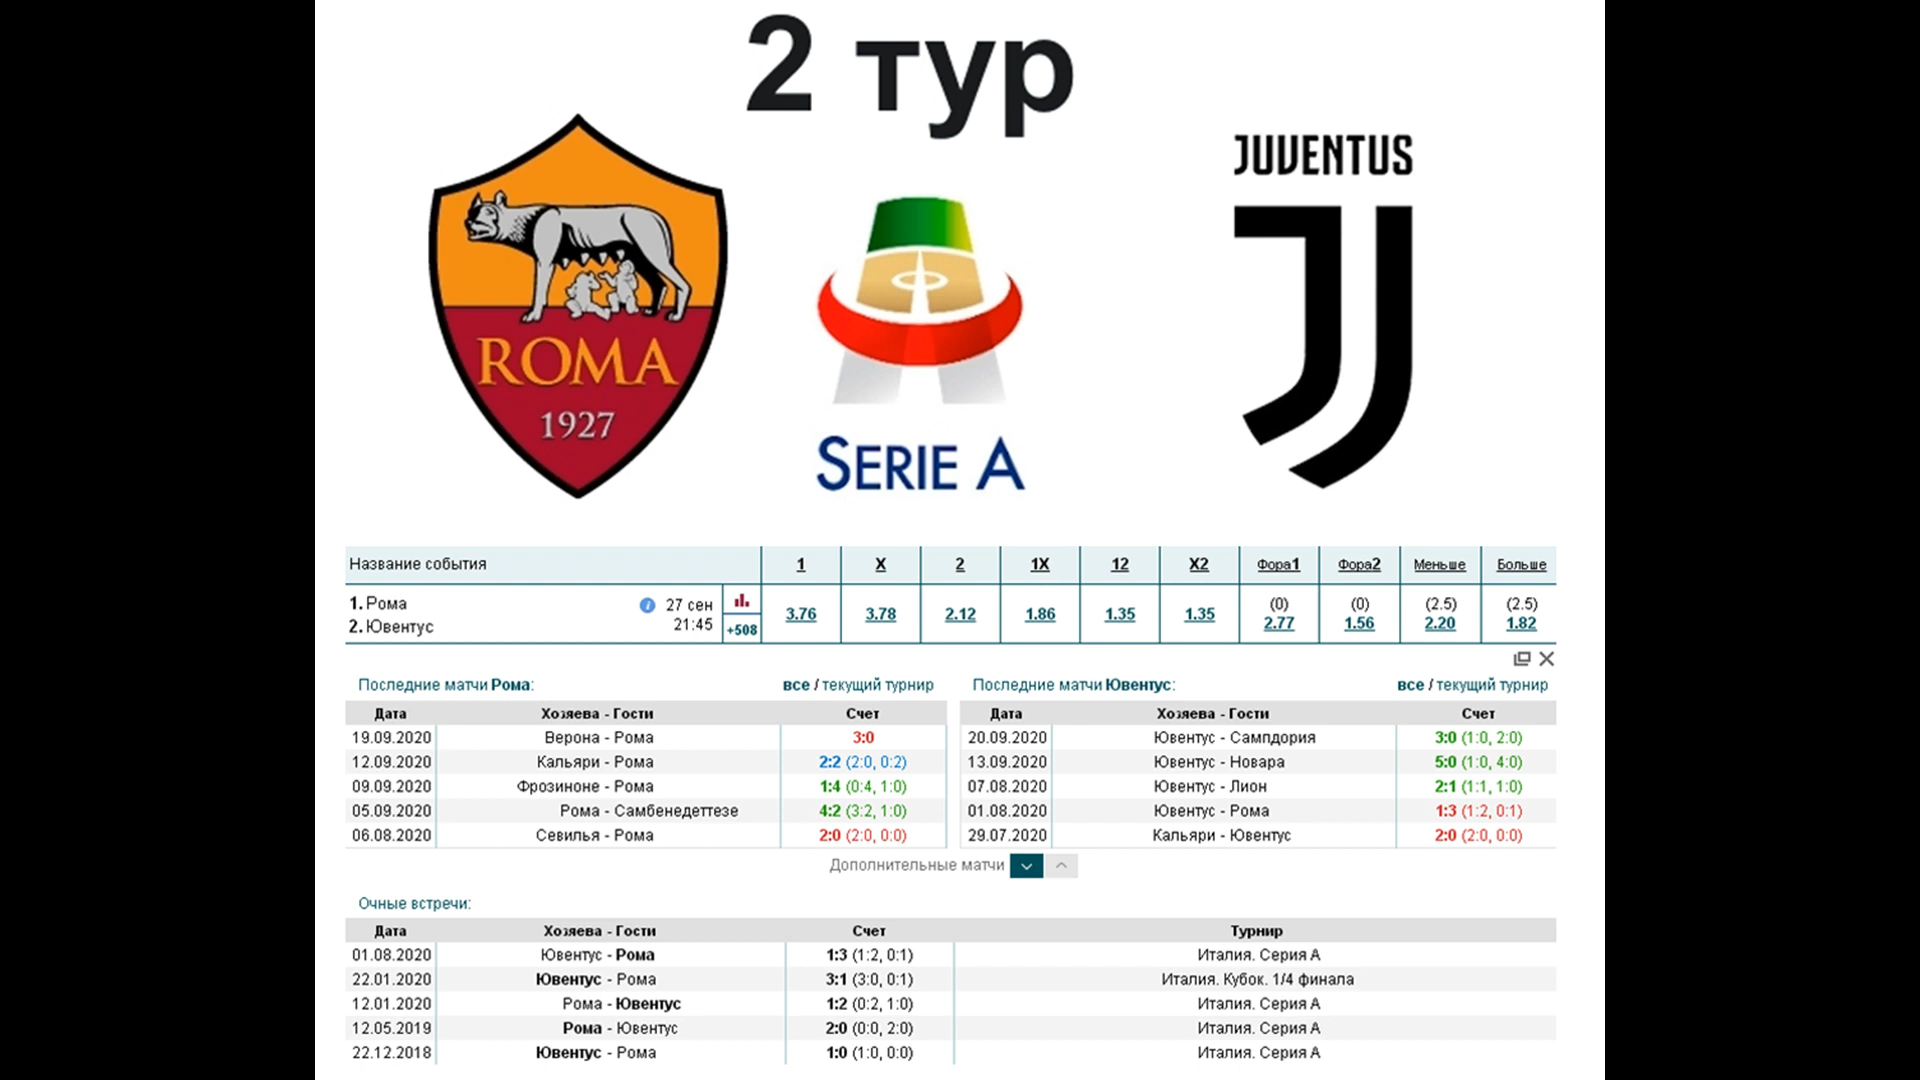 2 тур
JUVENTUS
ROMA
1927
SERIE A
Название события 1 X 2 1X 12 X2 Фора1 Фора2 Меньше Больше
1. Рома 27 сен (0) (0) (2.5) (2.5)
3.76 3.78 2.12 1.86 1.35 1.35
2. Ювентус 21:45 +508 2.77 1.56 2.20 1.82
Последние матчи Рома: все / текущий турнир
Дата Хозяева - Гости Счет
19.09.2020 Верона - Рома 3:0
12.09.2020 Кальяри - Рома 2:2 (2:0, 0:2)
09.09.2020 Фрозиноне - Рома 1:4 (0:4, 1:0)
05.09.2020 Рома - Самбенедеттезе 4:2 (3:2, 1:0)
06.08.2020 Севилья - Рома 2:0 (2:0, 0:0)
Последние матчи Ювентус: все / текущий турнир
Дата Хозяева - Гости Счет
20.09.2020 Ювентус - Сампдория 3:0 (1:0, 2:0)
13.09.2020 Ювентус - Новара 5:0 (1:0, 4:0)
07.08.2020 Ювентус - Лион 2:1 (1:1, 1:0)
01.08.2020 Ювентус - Рома 1:3 (1:2, 0:1)
29.07.2020 Кальяри - Ювентус 2:0 (2:0, 0:0)
Дополнительные матчи
Очные встречи:
Дата Хозяева - Гости Счет Турнир
01.08.2020 Ювентус - Рома 1:3 (1:2, 0:1) Италия. Серия А
22.01.2020 Ювентус - Рома 3:1 (3:0, 0:1) Италия. Кубок. 1/4 финала
12.01.2020 Рома - Ювентус 1:2 (0:2, 1:0) Италия. Серия А
12.05.2019 Рома - Ювентус 2:0 (0:0, 2:0) Италия. Серия А
22.12.2018 Ювентус - Рома 1:0 (1:0, 0:0) Италия. Серия А